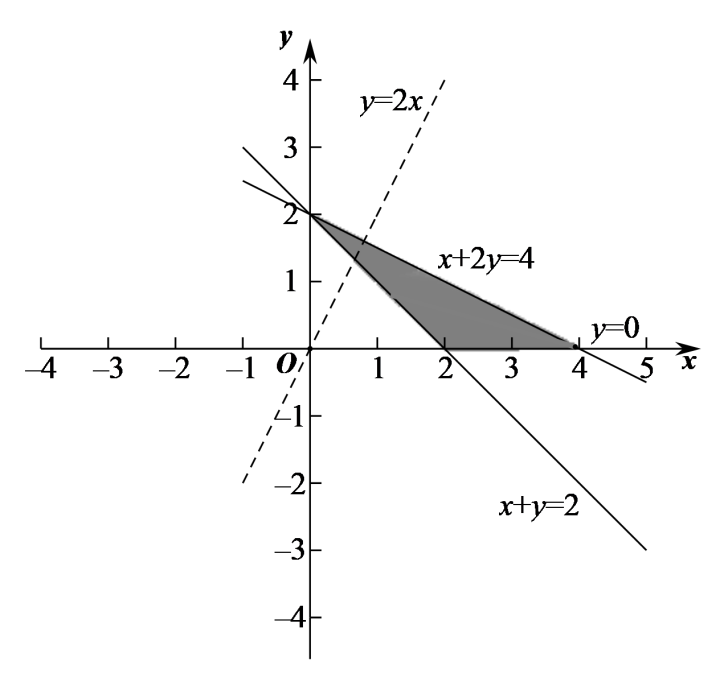 y
4
y=2x
3
2
x+2y=4
1
y=0
–4 –3 –2 –1 O 1 2 3 4 5 x
–1
–2
x+y=2
–3
–4